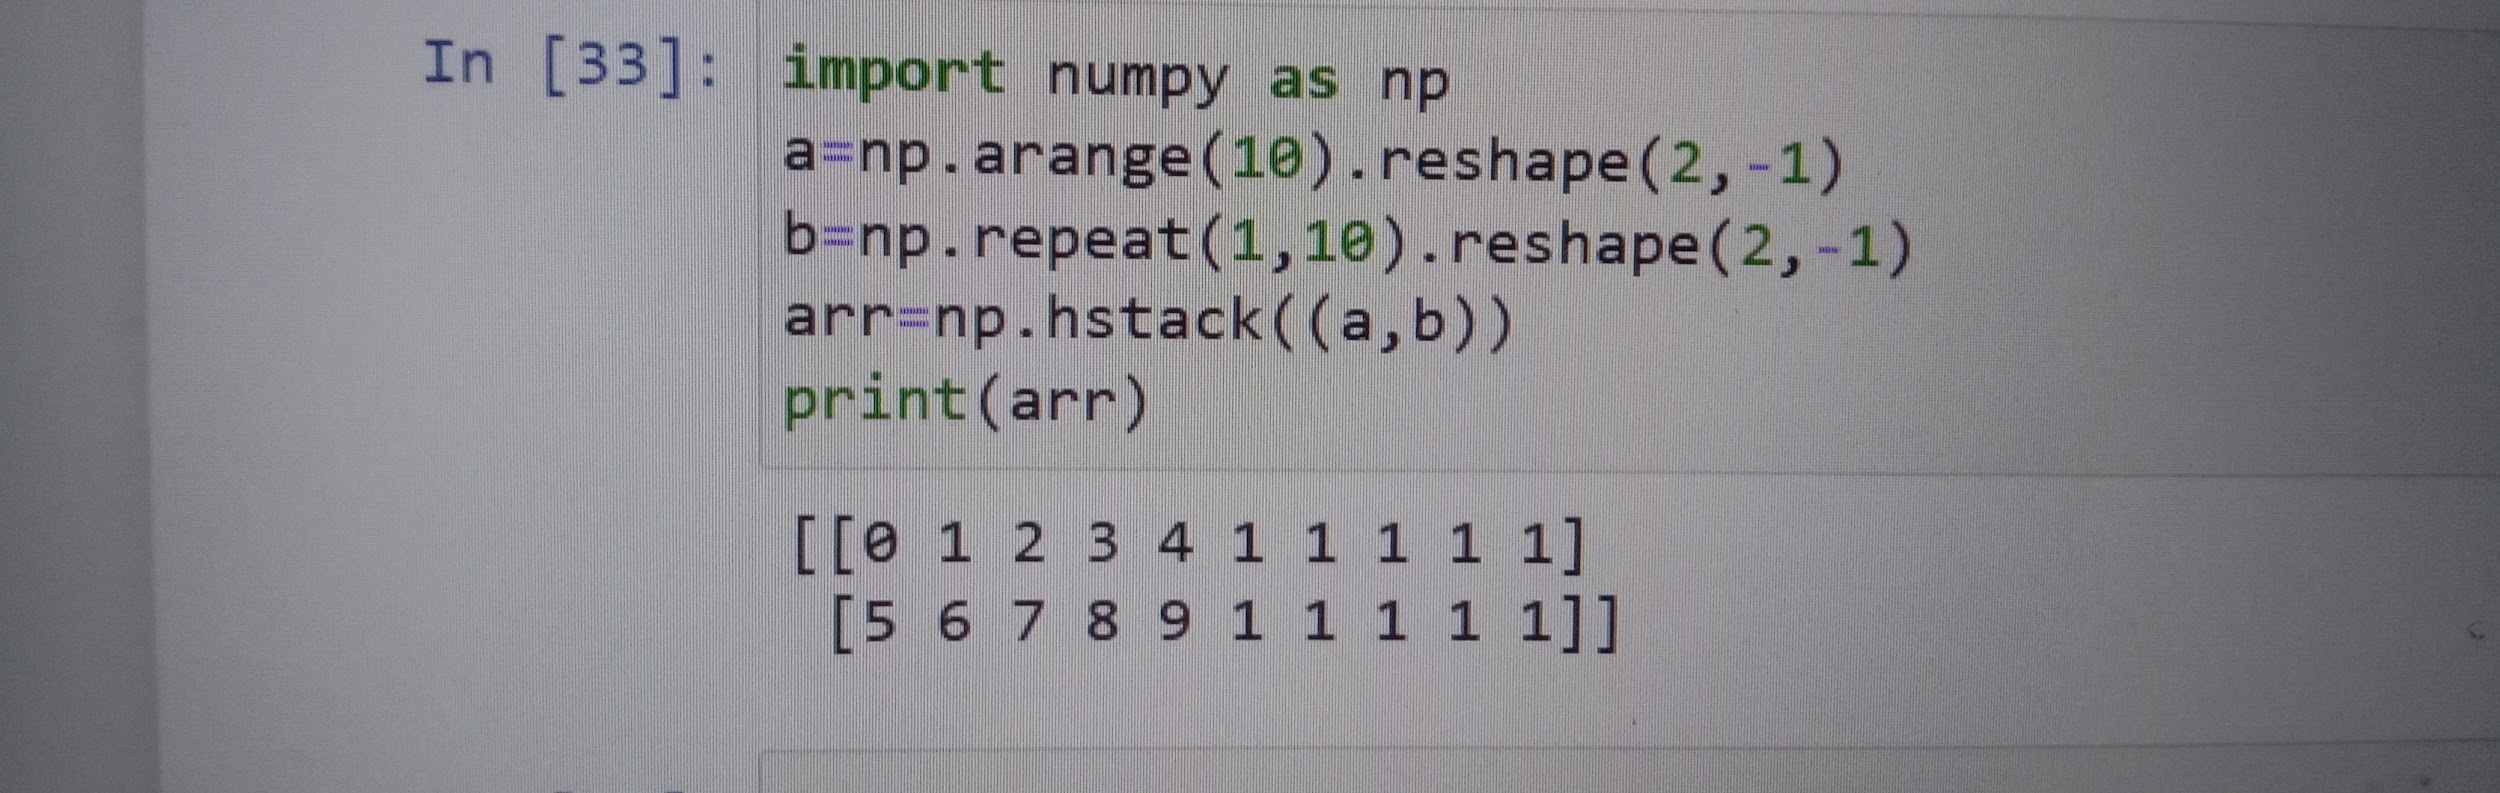 In [33]: import numpy as np
a=np.arange(10).reshape(2,-1)
b=np.repeat(1,10).reshape(2,-1)
arr=np.hstack((a,b))
print(arr)
[[0 1 2 3 4 1 1 1 1 1]
[5 6 7 8 9 1 1 1 1 1]]